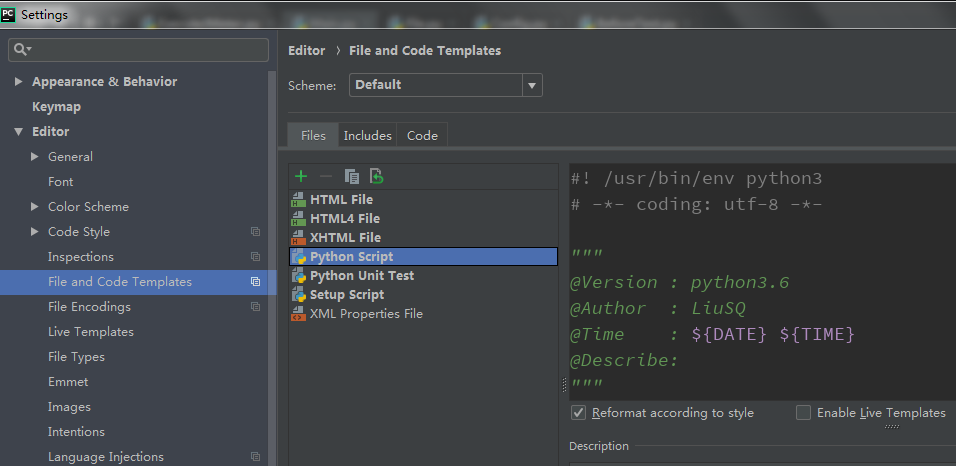 PC Settings
Appearance & Behavior
Keymap
Editor
General
Font
Color Scheme
Code Style
Inspections
File and Code Templates
File Encodings
Live Templates
File Types
Emmet
Images
Intentions
Language Injections
Editor › File and Code Templates
Scheme: Default
Files Includes Code
HTML File
HTML4 File
XHTML File
Python Script
Python Unit Test
Setup Script
XML Properties File
#! /usr/bin/env python3
# -*- coding: utf-8 -*-
"""
@Version : python3.6
@Author  : LiuSQ
@Time    : ${DATE} ${TIME}
@Describe:
"""
Reformat according to style Enable Live Templates
Description